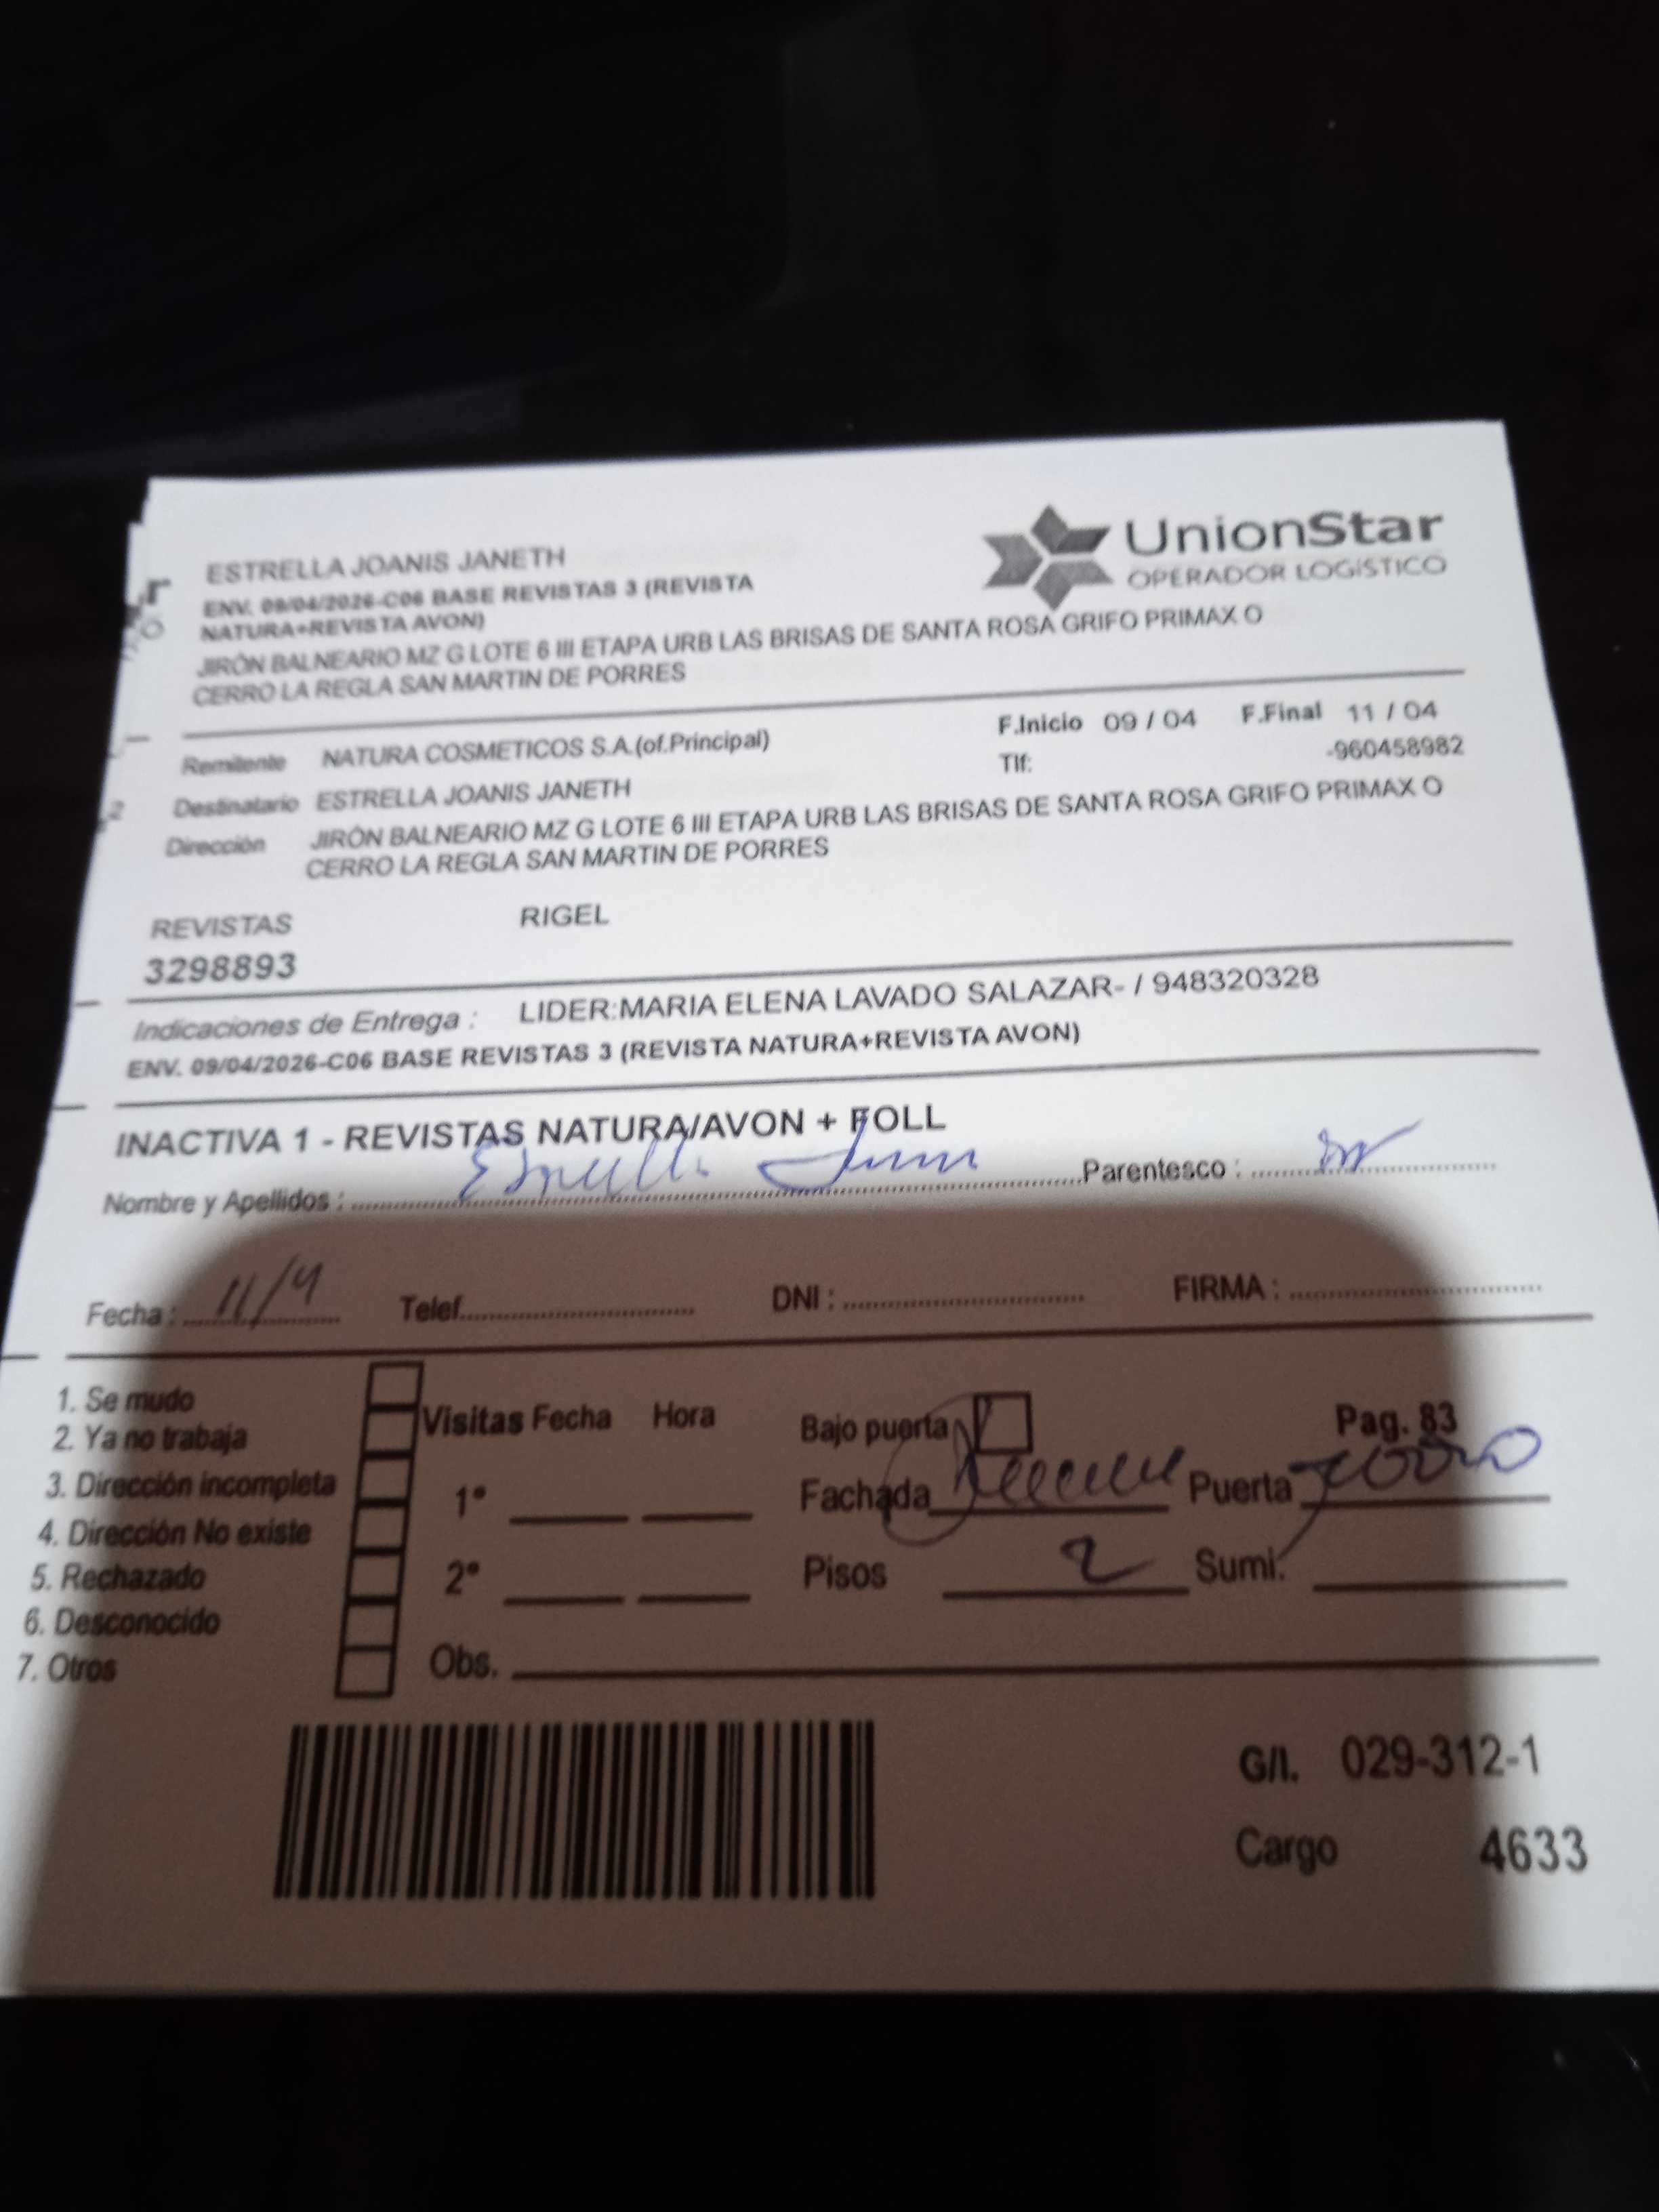 UnionStar
OPERADOR LOGÍSTICO
ESTRELLA JOANIS JANETH
ENV. 09/04/2026-C06 BASE REVISTAS 3 (REVISTA
NATURA+REVISTA AVON)
JIRÒN BALNEARIO MZ G LOTE 6 III ETAPA URB LAS BRISAS DE SANTA ROSA GRIFO PRIMAX O
CERRO LA REGLA SAN MARTIN DE PORRES
Remitente NATURA COSMETICOS S.A.(of.Principal) F.Inicio 09 / 04 F.Final 11 / 04
Tlf: -960458982
Destinatario ESTRELLA JOANIS JANETH
Dirección JIRÒN BALNEARIO MZ G LOTE 6 III ETAPA URB LAS BRISAS DE SANTA ROSA GRIFO PRIMAX O
CERRO LA REGLA SAN MARTIN DE PORRES
REVISTAS RIGEL
3298893
Indicaciones de Entrega : LIDER:MARIA ELENA LAVADO SALAZAR- / 948320328
ENV. 09/04/2026-C06 BASE REVISTAS 3 (REVISTA NATURA+REVISTA AVON)
INACTIVA 1 - REVISTAS NATURA/AVON + FOLL
Nombre y Apellidos : Estrella Parentesco :
Fecha : 11/4 Telef. DNI : FIRMA :
1. Se mudo
2. Ya no trabaja
3. Dirección incompleta
4. Dirección No existe
5. Rechazado
6. Desconocido
7. Otros
Visitas Fecha Hora Bajo puerta Pag. 83
1° Fachada Puerta
2° Pisos 2 Sumi.
Obs.
G/I. 029-312-1
Cargo 4633